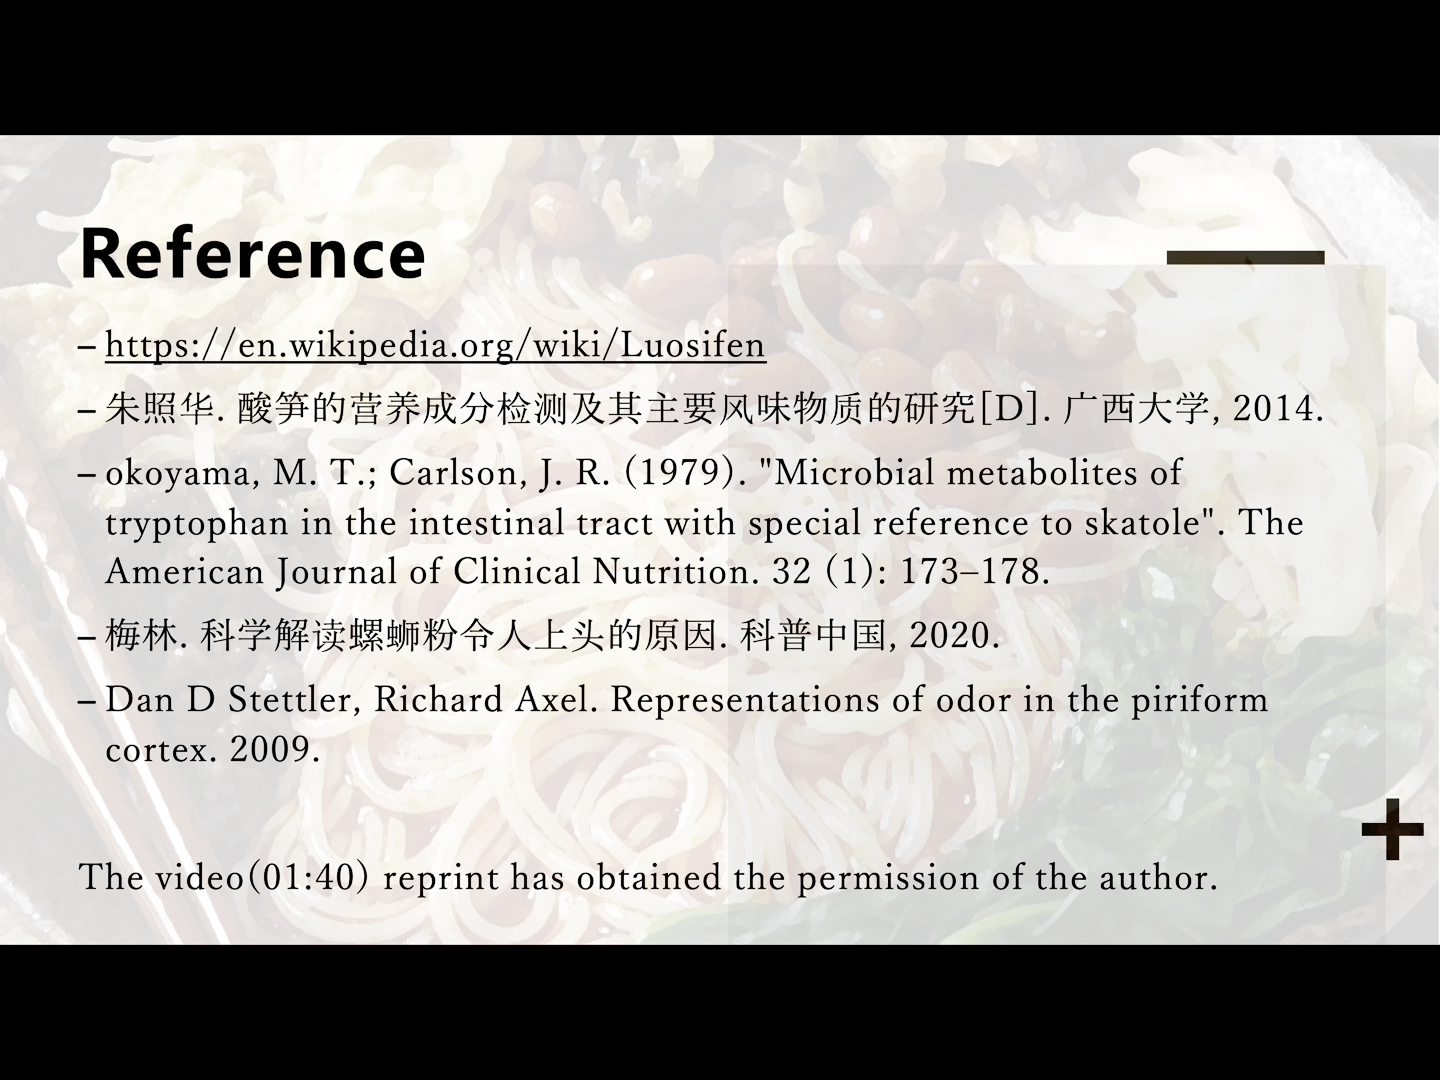 Reference
– https://en.wikipedia.org/wiki/Luosifen
– 朱照华. 酸笋的营养成分检测及其主要风味物质的研究[D]. 广西大学, 2014.
– okoyama, M. T.; Carlson, J. R. (1979). "Microbial metabolites of
tryptophan in the intestinal tract with special reference to skatole". The
American Journal of Clinical Nutrition. 32 (1): 173–178.
– 梅林. 科学解读螺蛳粉令人上头的原因. 科普中国, 2020.
– Dan D Stettler, Richard Axel. Representations of odor in the piriform
cortex. 2009.
The video(01:40) reprint has obtained the permission of the author.